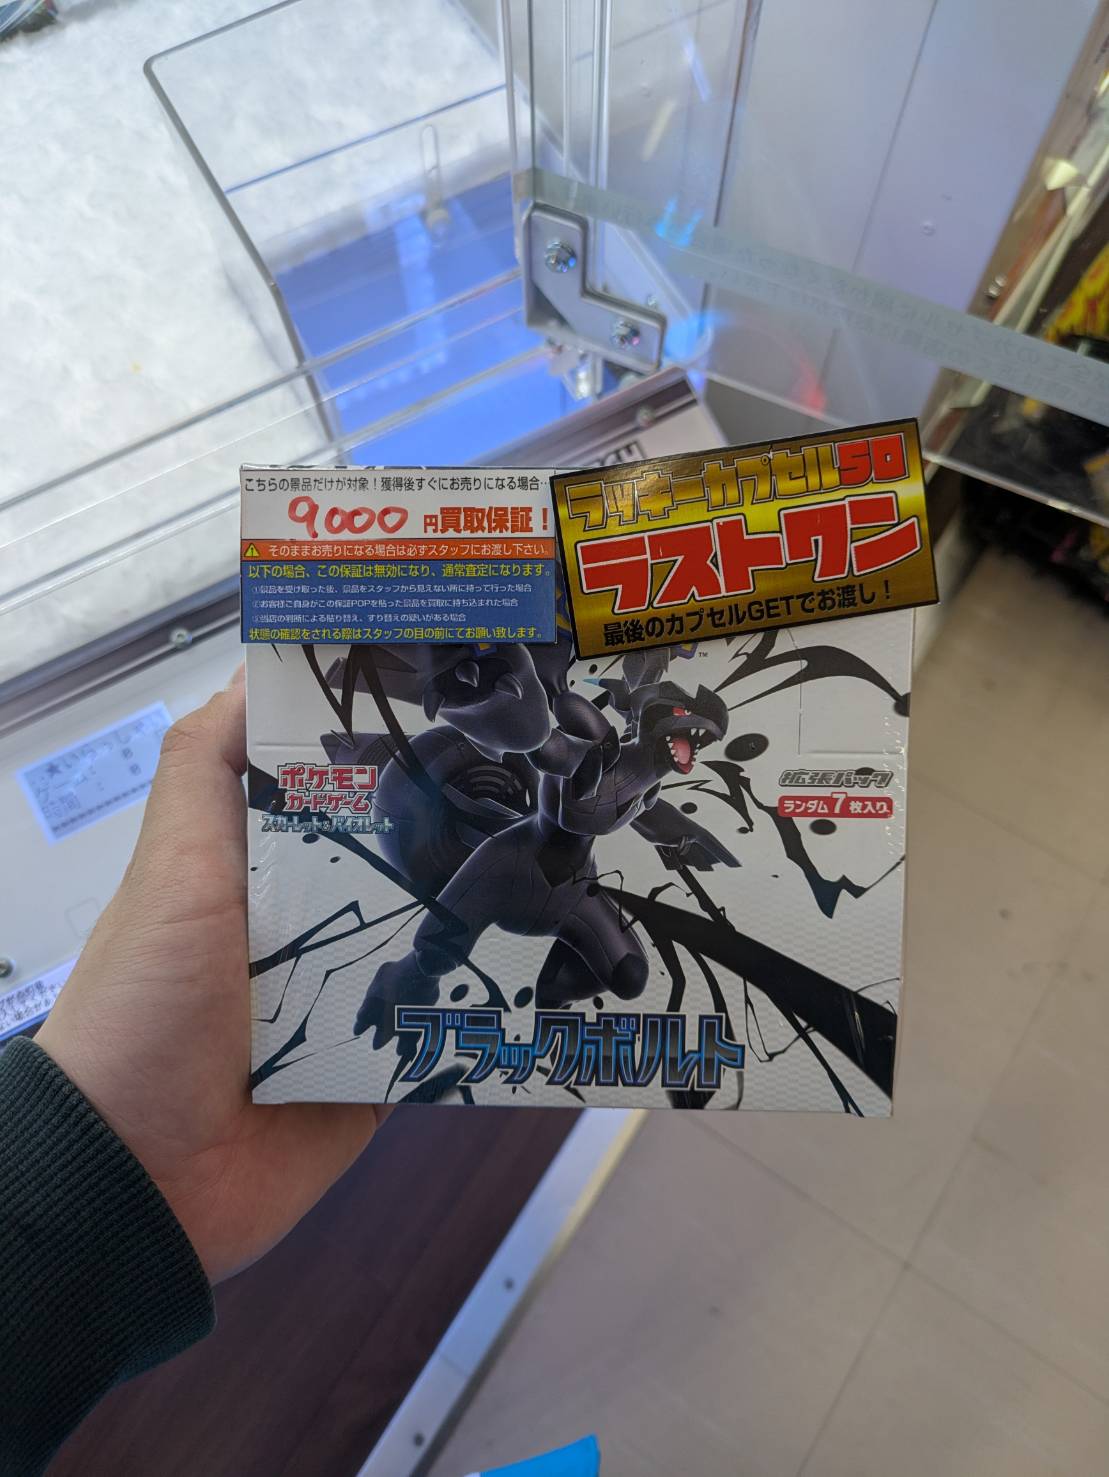 こちらの景品だけが対象！獲得後すぐにお売りになる場合…
9000 円買取保証！
そのままお売りになる場合は必ずスタッフにお渡し下さい。
以下の場合、この保証は無効になり、通常査定になります。
①景品を受け取った後、景品をスタッフから見えない所に持って行った場合
②お客様ご自身がこの保証POPを貼った景品を買取に持ち込まれた場合
③当店の判断による貼り替え、すり替えの疑いがある場合
状態の確認をされる際はスタッフの目の前にてお願い致します。
ラッキーカプセル50
ラストワン
最後のカプセルGETでお渡し！
TM
ポケモン
カードゲーム
スカーレット&バイオレット
拡張パック
ランダム7枚入り
ブラックボルト